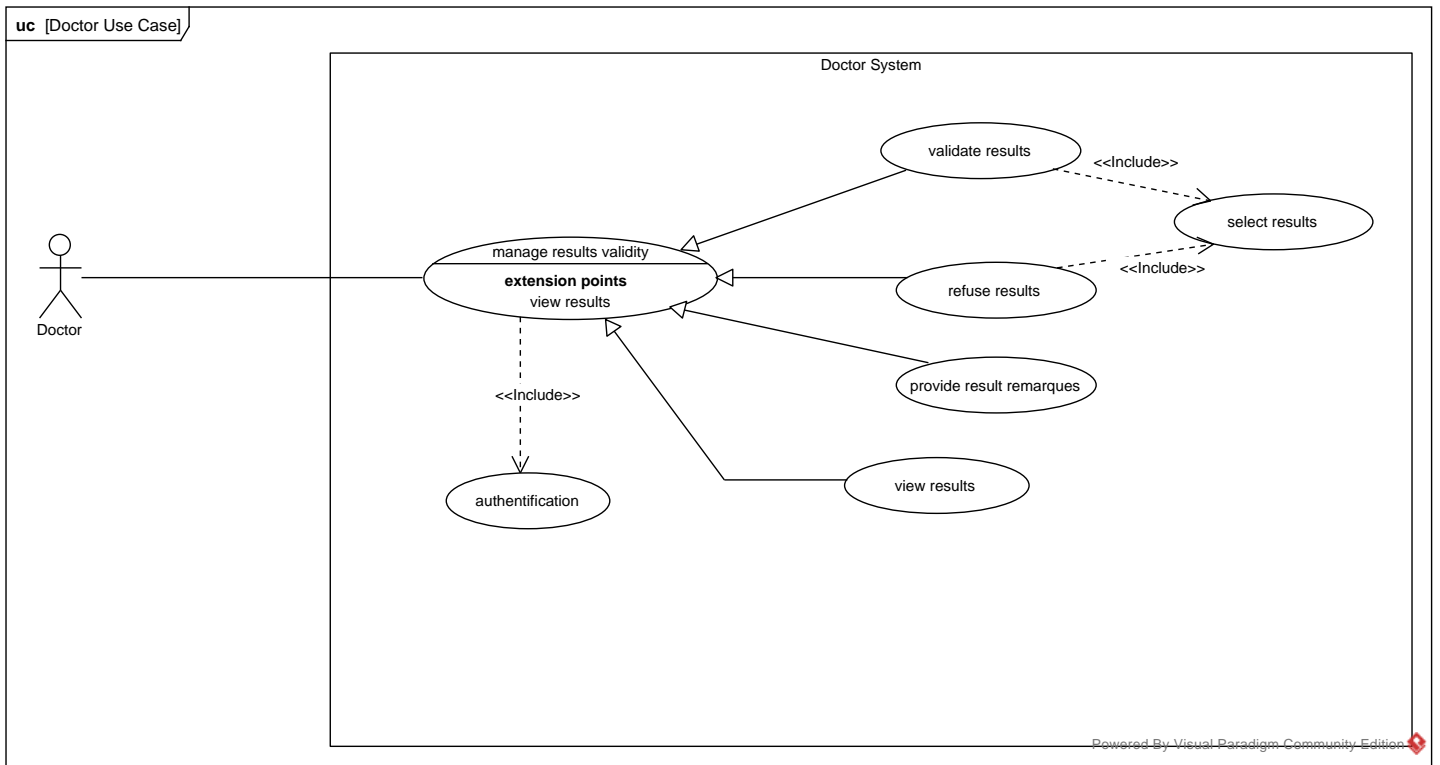 uc [Doctor Use Case]
Doctor System
validate results
<<Include>>
select results
manage results validity
extension points
view results
<<Include>>
refuse results
Doctor
provide result remarques
<<Include>>
view results
authentification
Powered By Visual Paradigm Community Edition